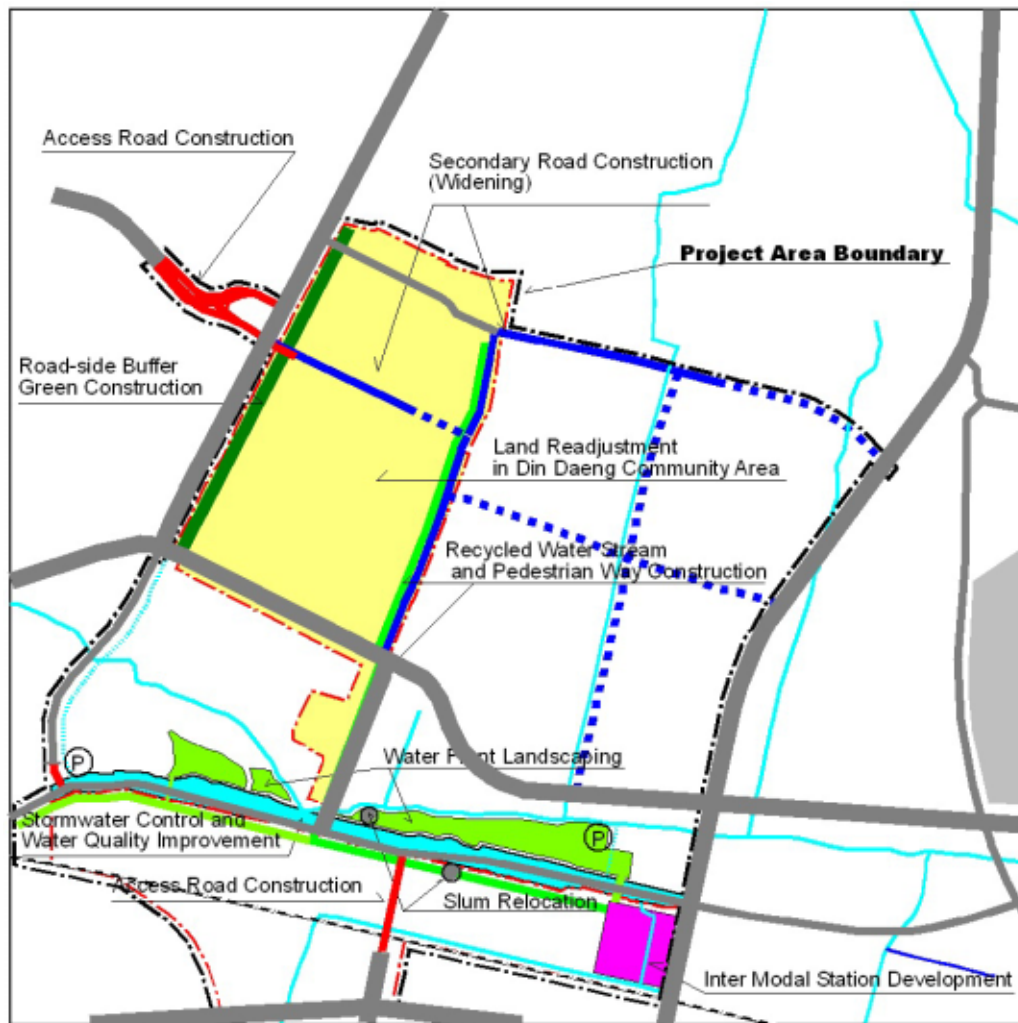 Access Road Construction
Secondary Road Construction
(Widening)
Project Area Boundary
Road-side Buffer
Green Construction
Land Readjustment
in Din Daeng Community Area
Recycled Water Stream
and Pedestrian Way Construction
P
Water Front Landscaping
Stormwater Control and
Water Quality Improvement
P
Access Road Construction
Slum Relocation
Inter Modal Station Development